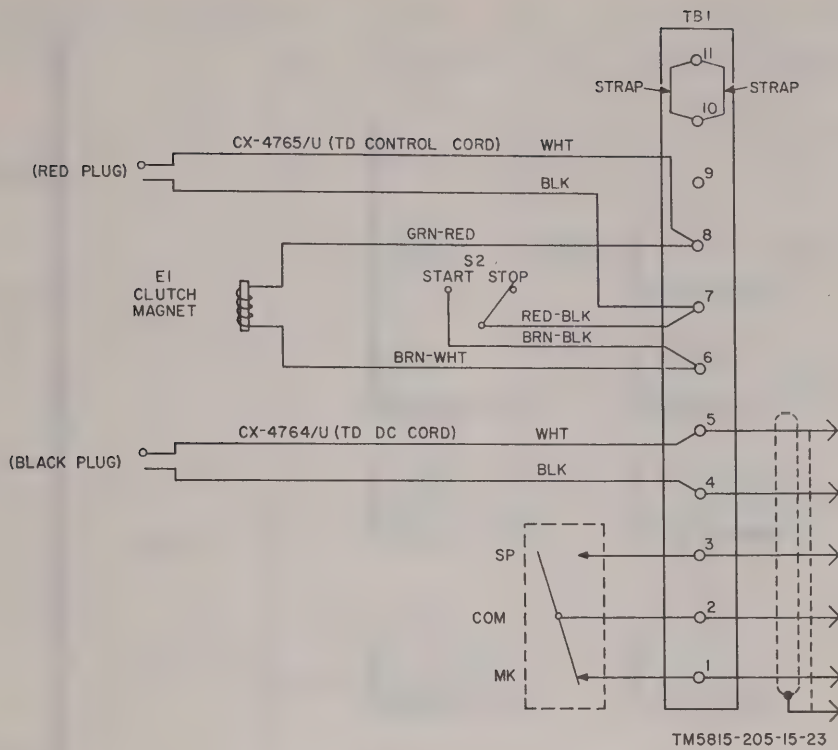 TB1
11
STRAP
STRAP
10
CX-4765/U (TD CONTROL CORD) WHT
(RED PLUG)
9
BLK
GRN-RED
8
S2
START STOP
E1
CLUTCH
MAGNET
7
RED-BLK
BRN-BLK
BRN-WHT
6
5
CX-4764/U (TD DC CORD) WHT
(BLACK PLUG)
BLK
4
SP
3
COM
2
MK
1
TM5815-205-15-23